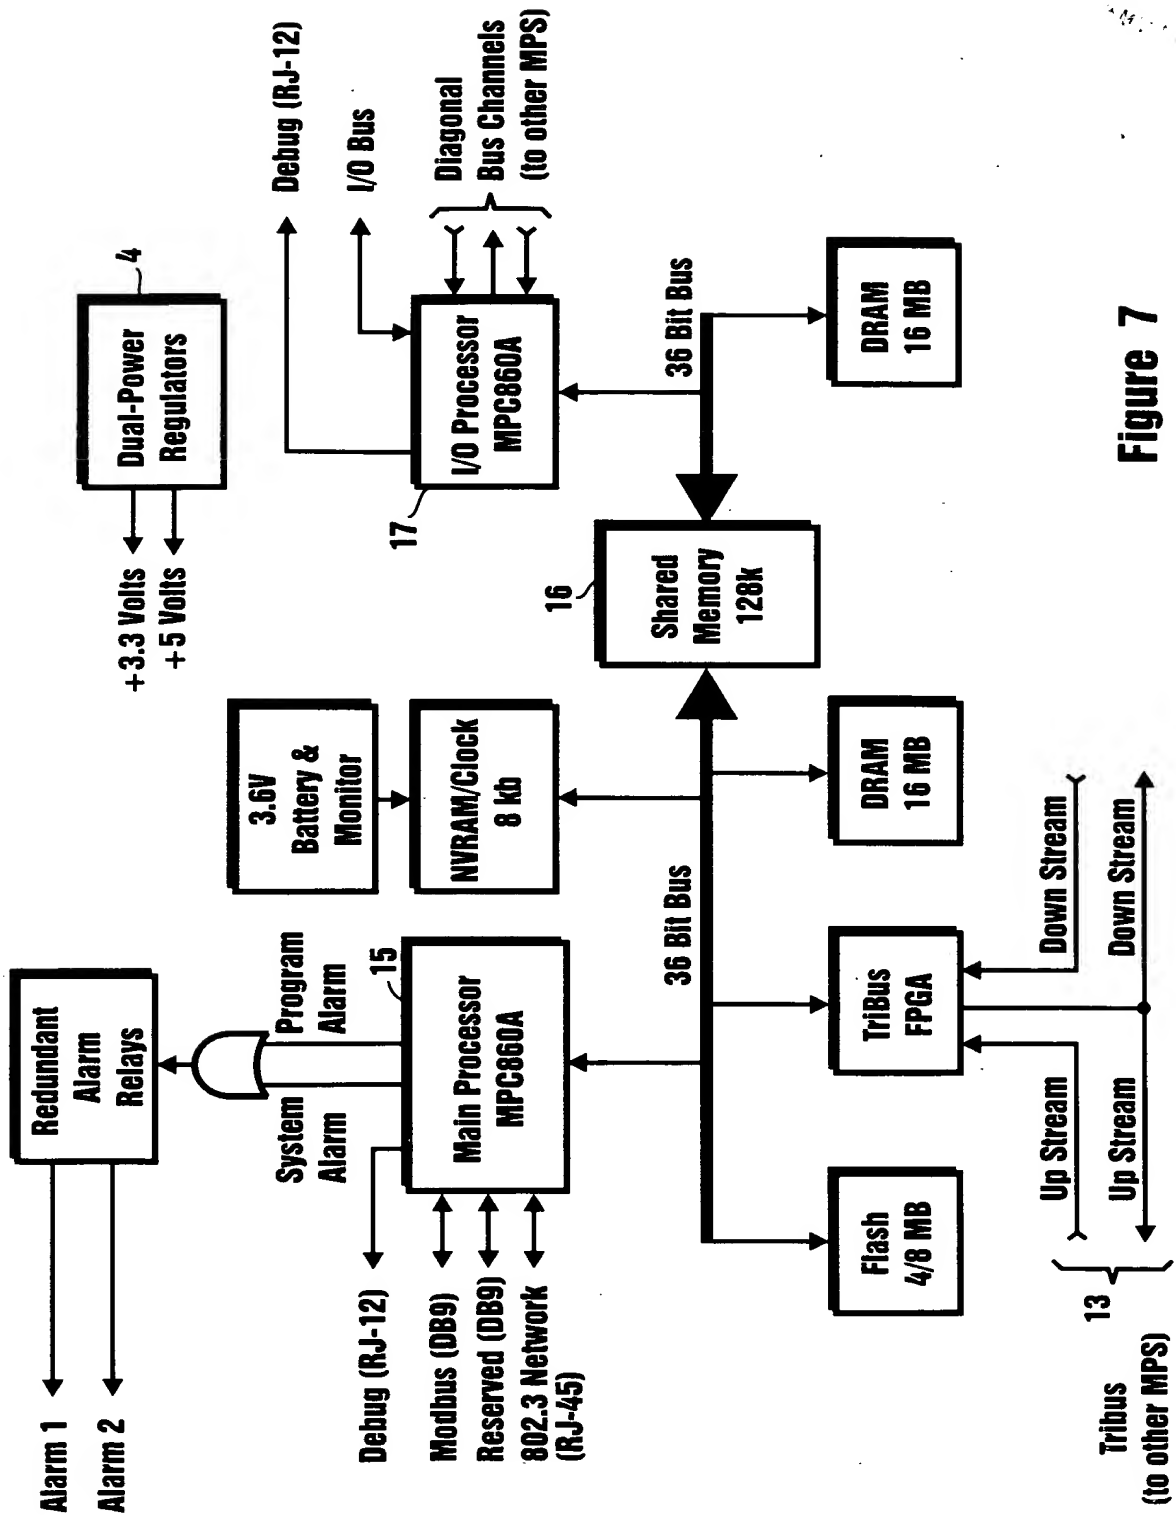 Alarm 1
Alarm 2
Redundant
Alarm
Relays
System
Alarm
Program
Alarm
3.6V
Battery &
Monitor
+3.3 Volts
+5 Volts
Dual-Power
Regulators
4
Debug (RJ-12)
Modbus (DB9)
Reserved (DB9)
802.3 Network
(RJ-45)
15
Main Processor
MPC860A
NVRAM/Clock
8 kb
17
I/O Processor
MPC860A
Debug (RJ-12)
I/O Bus
Diagonal
Bus Channels
(to other MPS)
36 Bit Bus
16
Shared
Memory
128k
36 Bit Bus
Flash
4/8 MB
TriBus
FPGA
DRAM
16 MB
DRAM
16 MB
13
Tribus
(to other MPS)
Up Stream
Down Stream
Up Stream
Down Stream
Figure 7